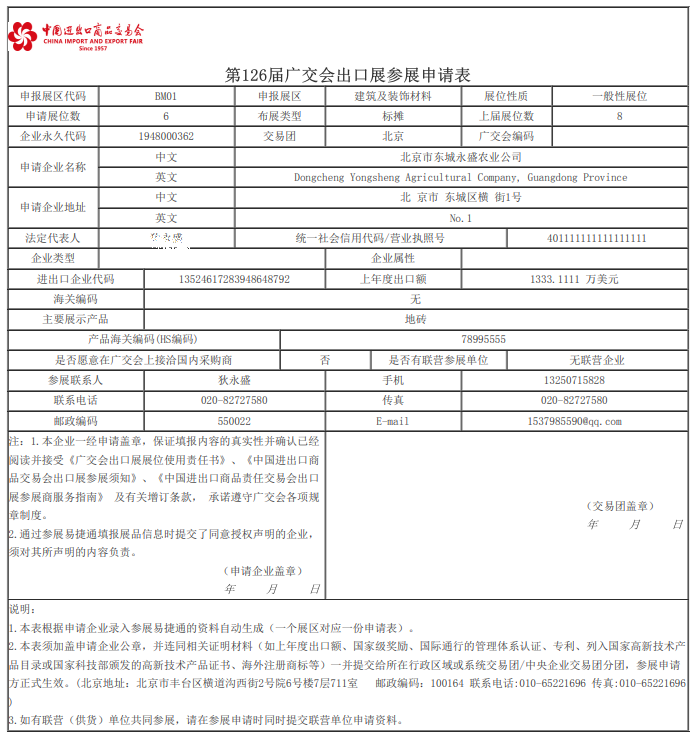 中国进出口商品交易会
CHINA IMPORT AND EXPORT FAIR
Since 1957
第126届广交会出口展参展申请表
申报展区代码 BM01 申报展区 建筑及装饰材料 展位性质 一般性展位
申请展位数 6 布展类型 标摊 上届展位数 8
企业永久代码 1948000362 交易团 北京 广交会编码
申请企业名称 中文 北京市东城永盛农业公司
英文 Dongcheng Yongsheng Agricultural Company, Guangdong Province
申请企业地址 中文 北 京市 东城区横 街1号
英文 No.1
法定代表人 统一社会信用代码/营业执照号 401111111111111111
企业类型 企业属性
进出口企业代码 13524617283948648792 上年度出口额 1333.1111 万美元
海关编码 无
主要展示产品 地砖
产品海关编码(HS编码) 78995555
是否愿意在广交会上接洽国内采购商 否 是否有联营参展单位 无联营企业
参展联系人 狄永盛 手机 13250715828
联系电话 020-82727580 传真 020-82727580
邮政编码 550022 E-mail 1537985590@qq.com
注：1.本企业一经申请盖章，保证填报内容的真实性并确认已经
阅读并接受《广交会出口展展位使用责任书》、《中国进出口商
品交易会出口展参展须知》、《中国进出口商品责任交易会出口
展参展商服务指南》 及有关增订条款， 承诺遵守广交会各项规
章制度。
2.通过参展易捷通填报展品信息时提交了同意授权声明的企业，
须对其所声明的内容负责。
（申请企业盖章）
年 月 日
（交易团盖章）
年 月 日
说明：
1.本表根据申请企业录入参展易捷通的资料自动生成（一个展区对应一份申请表）。
2.本表须加盖申请企业公章，并连同相关证明材料（如上年度出口额、国家级奖励、国际通行的管理体系认证、专利、列入国家高新技术产
品目录或国家科技部颁发的高新技术产品证书、海外注册商标等）一并提交给所在行政区域或系统交易团/中央企业交易团分团，参展申请
方正式生效。(北京地址：北京市丰台区横道沟西街2号院6号楼7层711室 邮政编码：100164 联系电话:010-65221696 传真:010-65221696
)
3.如有联营（供货）单位共同参展，请在参展申请时同时提交联营单位申请资料。